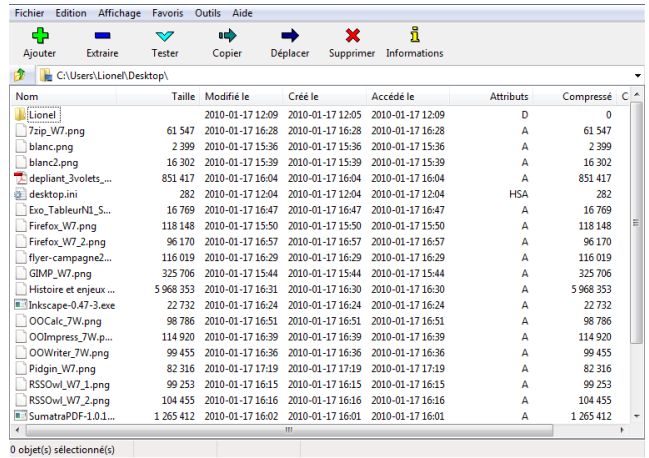 Fichier Edition Affichage Favoris Outils Aide
Ajouter Extraire Tester Copier Déplacer Supprimer Informations
C:\Users\Lionel\Desktop\
Nom Taille Modifié le Créé le Accédé le Attributs Compressé C
Lionel 2010-01-17 12:09 2010-01-17 12:05 2010-01-17 12:09 D 0
7zip_W7.png 61 547 2010-01-17 16:28 2010-01-17 16:28 2010-01-17 16:28 A 61 547
blanc.png 2 399 2010-01-17 15:36 2010-01-17 15:36 2010-01-17 15:36 A 2 399
blanc2.png 16 302 2010-01-17 15:39 2010-01-17 15:39 2010-01-17 15:39 A 16 302
depliant_3volets_... 851 417 2010-01-17 16:04 2010-01-17 16:04 2010-01-17 16:04 A 851 417
desktop.ini 282 2010-01-17 12:04 2010-01-17 12:04 2010-01-17 12:04 HSA 282
Exo_TableurN1_S... 16 769 2010-01-17 16:47 2010-01-17 16:47 2010-01-17 16:47 A 16 769
Firefox_W7.png 118 148 2010-01-17 15:50 2010-01-17 15:50 2010-01-17 15:50 A 118 148
Firefox_W7_2.png 96 170 2010-01-17 16:57 2010-01-17 16:57 2010-01-17 16:57 A 96 170
flyer-campagne2... 116 019 2010-01-17 16:29 2010-01-17 16:29 2010-01-17 16:29 A 116 019
GIMP_W7.png 325 706 2010-01-17 15:44 2010-01-17 15:44 2010-01-17 15:44 A 325 706
Histoire et enjeux ... 5 968 353 2010-01-17 16:31 2010-01-17 16:30 2010-01-17 16:30 A 5 968 353
Inkscape-0.47-3.exe 22 732 2010-01-17 16:24 2010-01-17 16:24 2010-01-17 16:24 A 22 732
OOCalc_7W.png 98 786 2010-01-17 16:51 2010-01-17 16:51 2010-01-17 16:51 A 98 786
OOImpress_7W.p... 114 920 2010-01-17 16:39 2010-01-17 16:39 2010-01-17 16:39 A 114 920
OOWriter_7W.png 99 455 2010-01-17 16:36 2010-01-17 16:36 2010-01-17 16:36 A 99 455
Pidgin_W7.png 82 316 2010-01-17 17:19 2010-01-17 17:19 2010-01-17 17:19 A 82 316
RSSOwl_W7_1.png 99 253 2010-01-17 16:15 2010-01-17 16:15 2010-01-17 16:15 A 99 253
RSSOwl_W7_2.png 104 455 2010-01-17 16:16 2010-01-17 16:16 2010-01-17 16:16 A 104 455
SumatraPDF-1.0.1... 1 265 412 2010-01-17 16:02 2010-01-17 16:01 2010-01-17 16:01 A 1 265 412
0 objet(s) sélectionné(s)